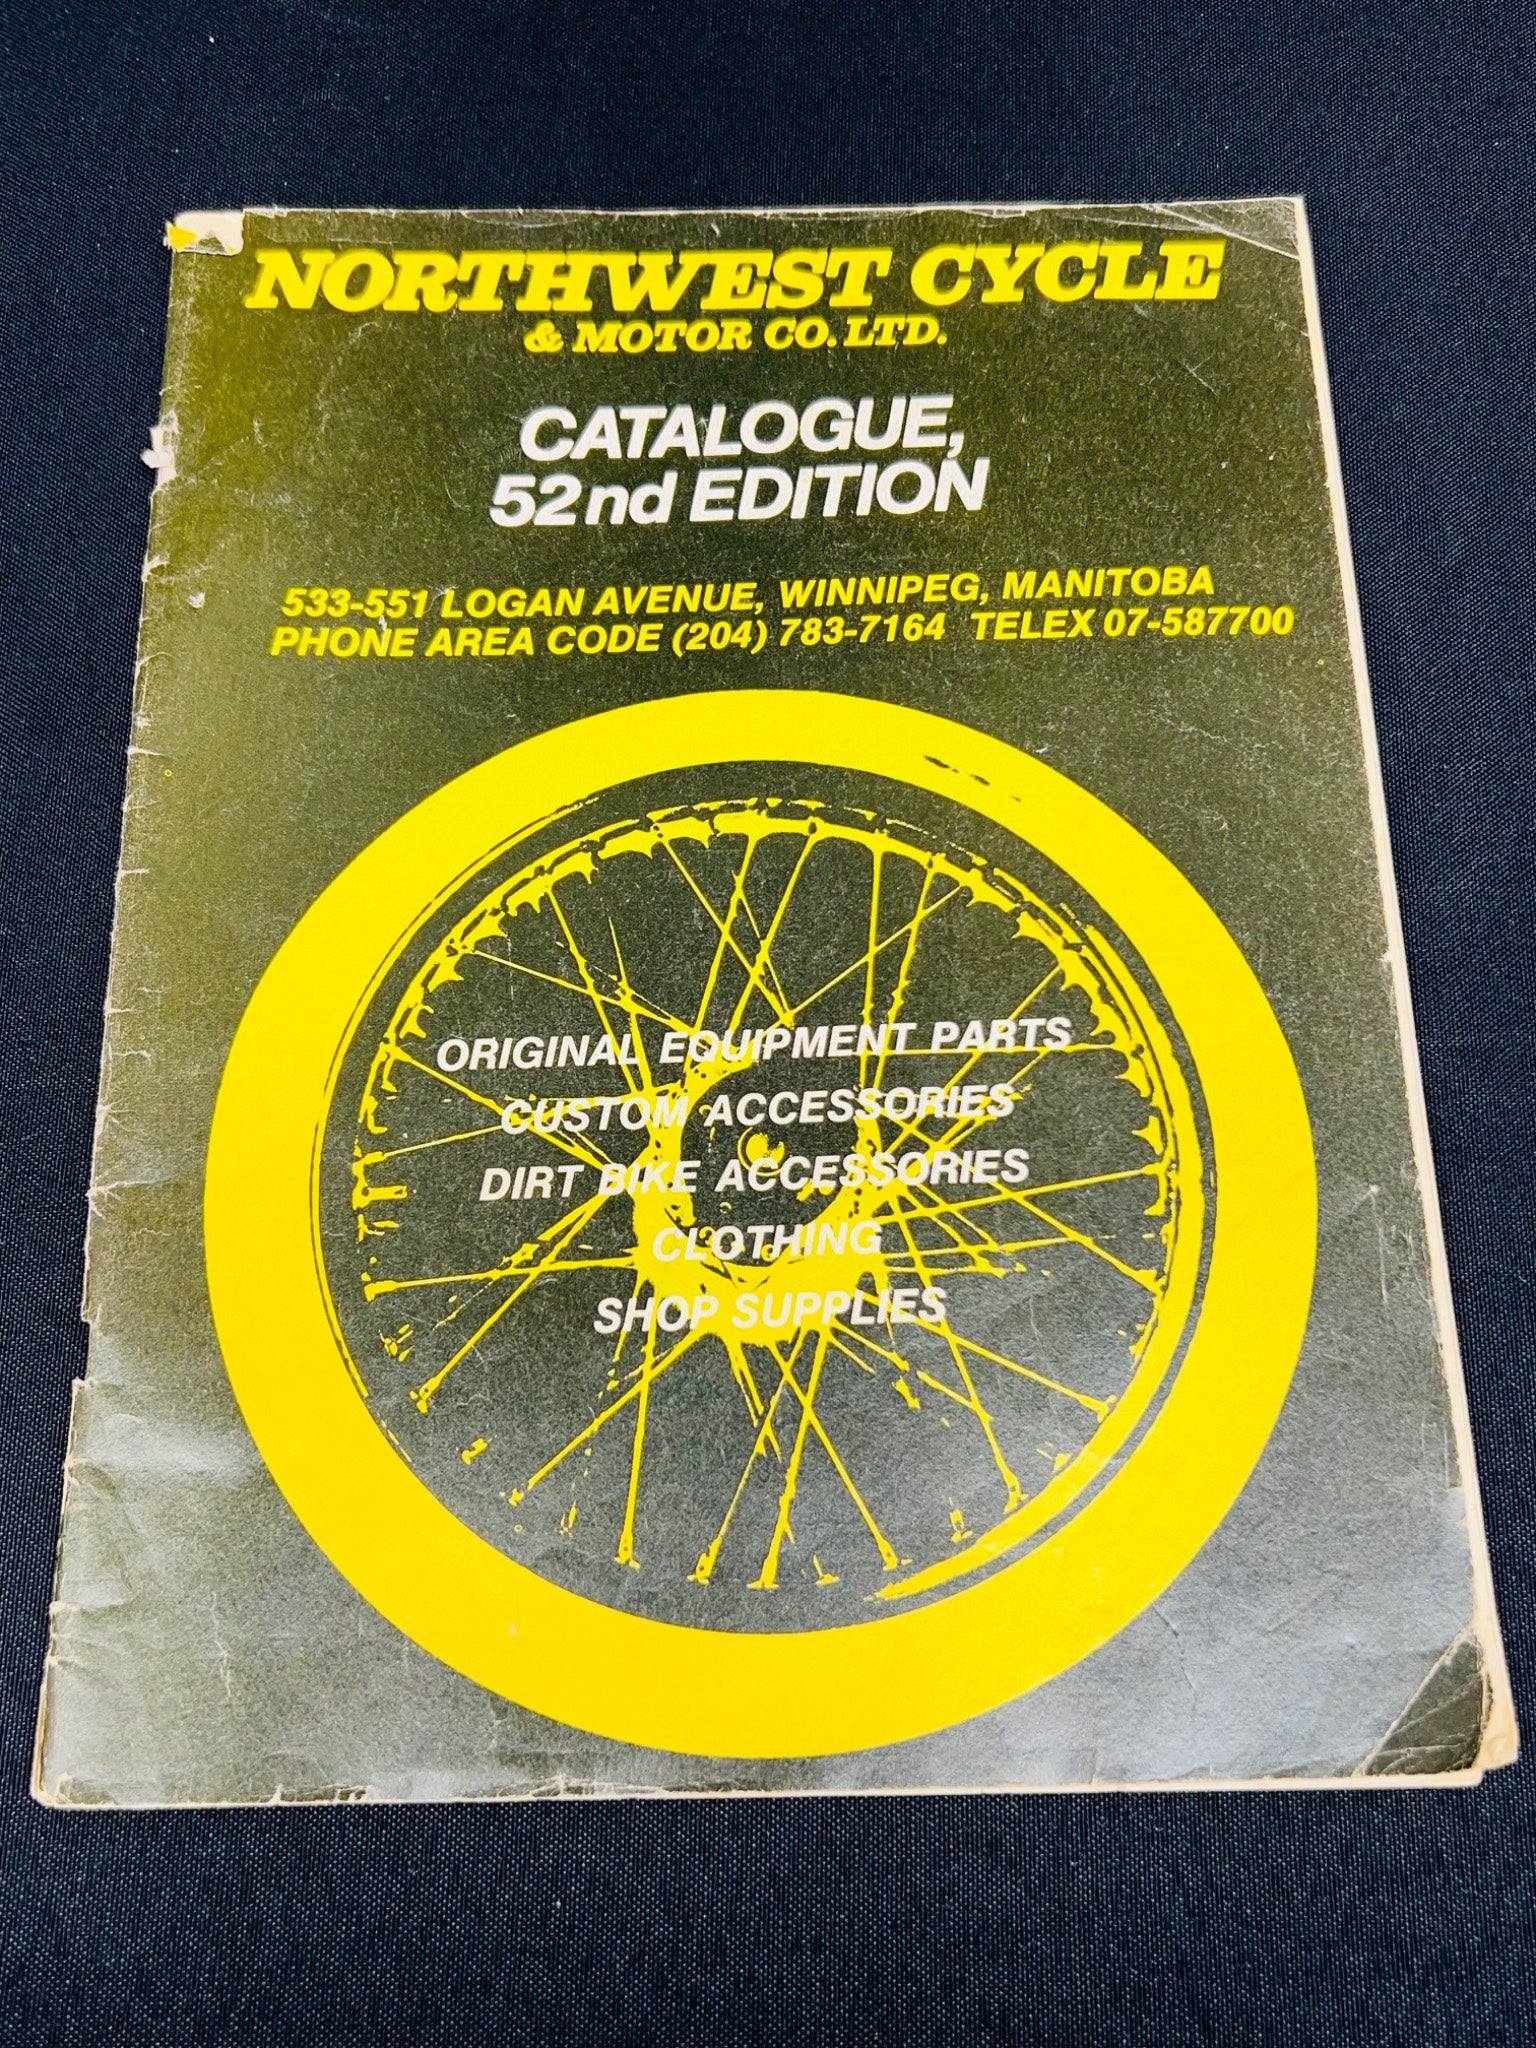 NORTHWEST CYCLE
& MOTOR CO. LTD.
CATALOGUE,
52nd EDITION
533-551 LOGAN AVENUE, WINNIPEG, MANITOBA
PHONE AREA CODE (204) 783-7164 TELEX 07-587700
ORIGINAL EQUIPMENT PARTS
CUSTOM ACCESSORIES
DIRT BIKE ACCESSORIES
CLOTHING
SHOP SUPPLIES